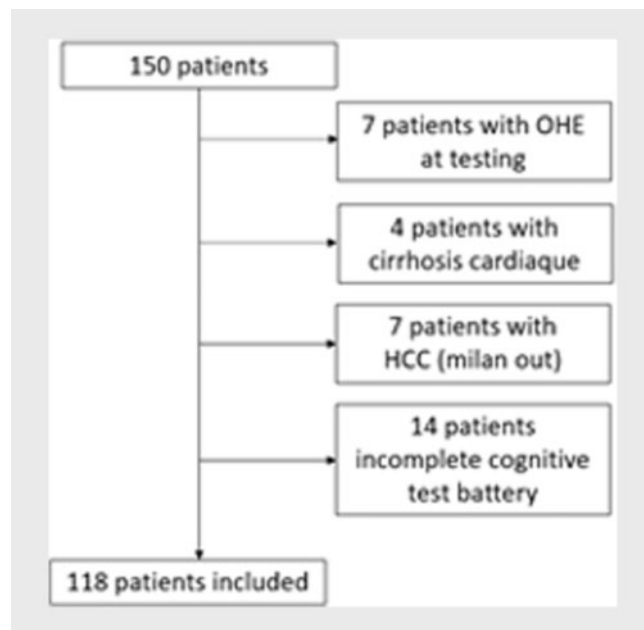 150 patients
7 patients with OHE
at testing
4 patients with
cirrhosis cardiaque
7 patients with
HCC (milan out)
14 patients
incomplete cognitive
test battery
118 patients included